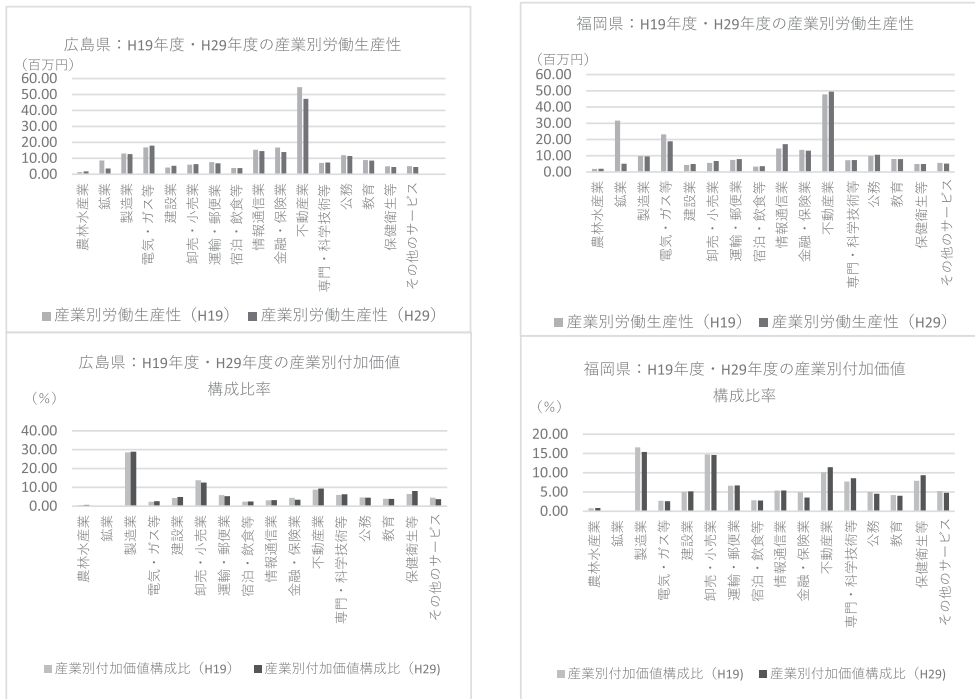 広島県：H19年度・H29年度の産業別労働生産性
（百万円）
60.00
50.00
40.00
30.00
20.00
10.00
0.00
農林水産業
鉱業
製造業
電気・ガス等
建設業
卸売・小売業
運輸・郵便業
宿泊・飲食等
情報通信業
金融・保険業
不動産業
専門・科学技術等
公務
教育
保健衛生等
その他のサービス
産業別労働生産性（H19） 産業別労働生産性（H29）
福岡県：H19年度・H29年度の産業別労働生産性
（百万円）
60.00
50.00
40.00
30.00
20.00
10.00
0.00
農林水産業
鉱業
製造業
電気・ガス等
建設業
卸売・小売業
運輸・郵便業
宿泊・飲食等
情報通信業
金融・保険業
不動産業
専門・科学技術等
公務
教育
保健衛生等
その他のサービス
産業別労働生産性（H19） 産業別労働生産性（H29）
広島県：H19年度・H29年度の産業別付加価値
構成比率
（%）
40.00
30.00
20.00
10.00
0.00
農林水産業
鉱業
製造業
電気・ガス等
建設業
卸売・小売業
運輸・郵便業
宿泊・飲食等
情報通信業
金融・保険業
不動産業
専門・科学技術等
公務
教育
保健衛生等
その他のサービス
産業別付加価値構成比（H19) 産業別付加価値構成比（H29)
福岡県：H19年度・H29年度の産業別付加価値
構成比率
（%）
20.00
15.00
10.00
5.00
0.00
農林水産業
鉱業
製造業
電気・ガス等
建設業
卸売・小売業
運輸・郵便業
宿泊・飲食等
情報通信業
金融・保険業
不動産業
専門・科学技術等
公務
教育
保健衛生等
その他のサービス
産業別付加価値構成比（H19) 産業別付加価値構成比（H29)